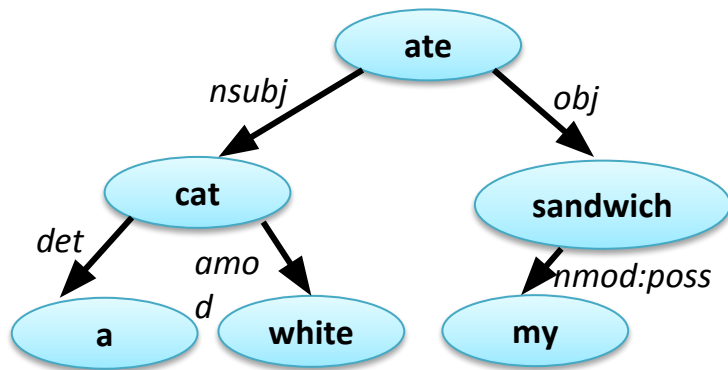 ate
nsubj
obj
cat
sandwich
det
amo
d
nmod:poss
a
white
my